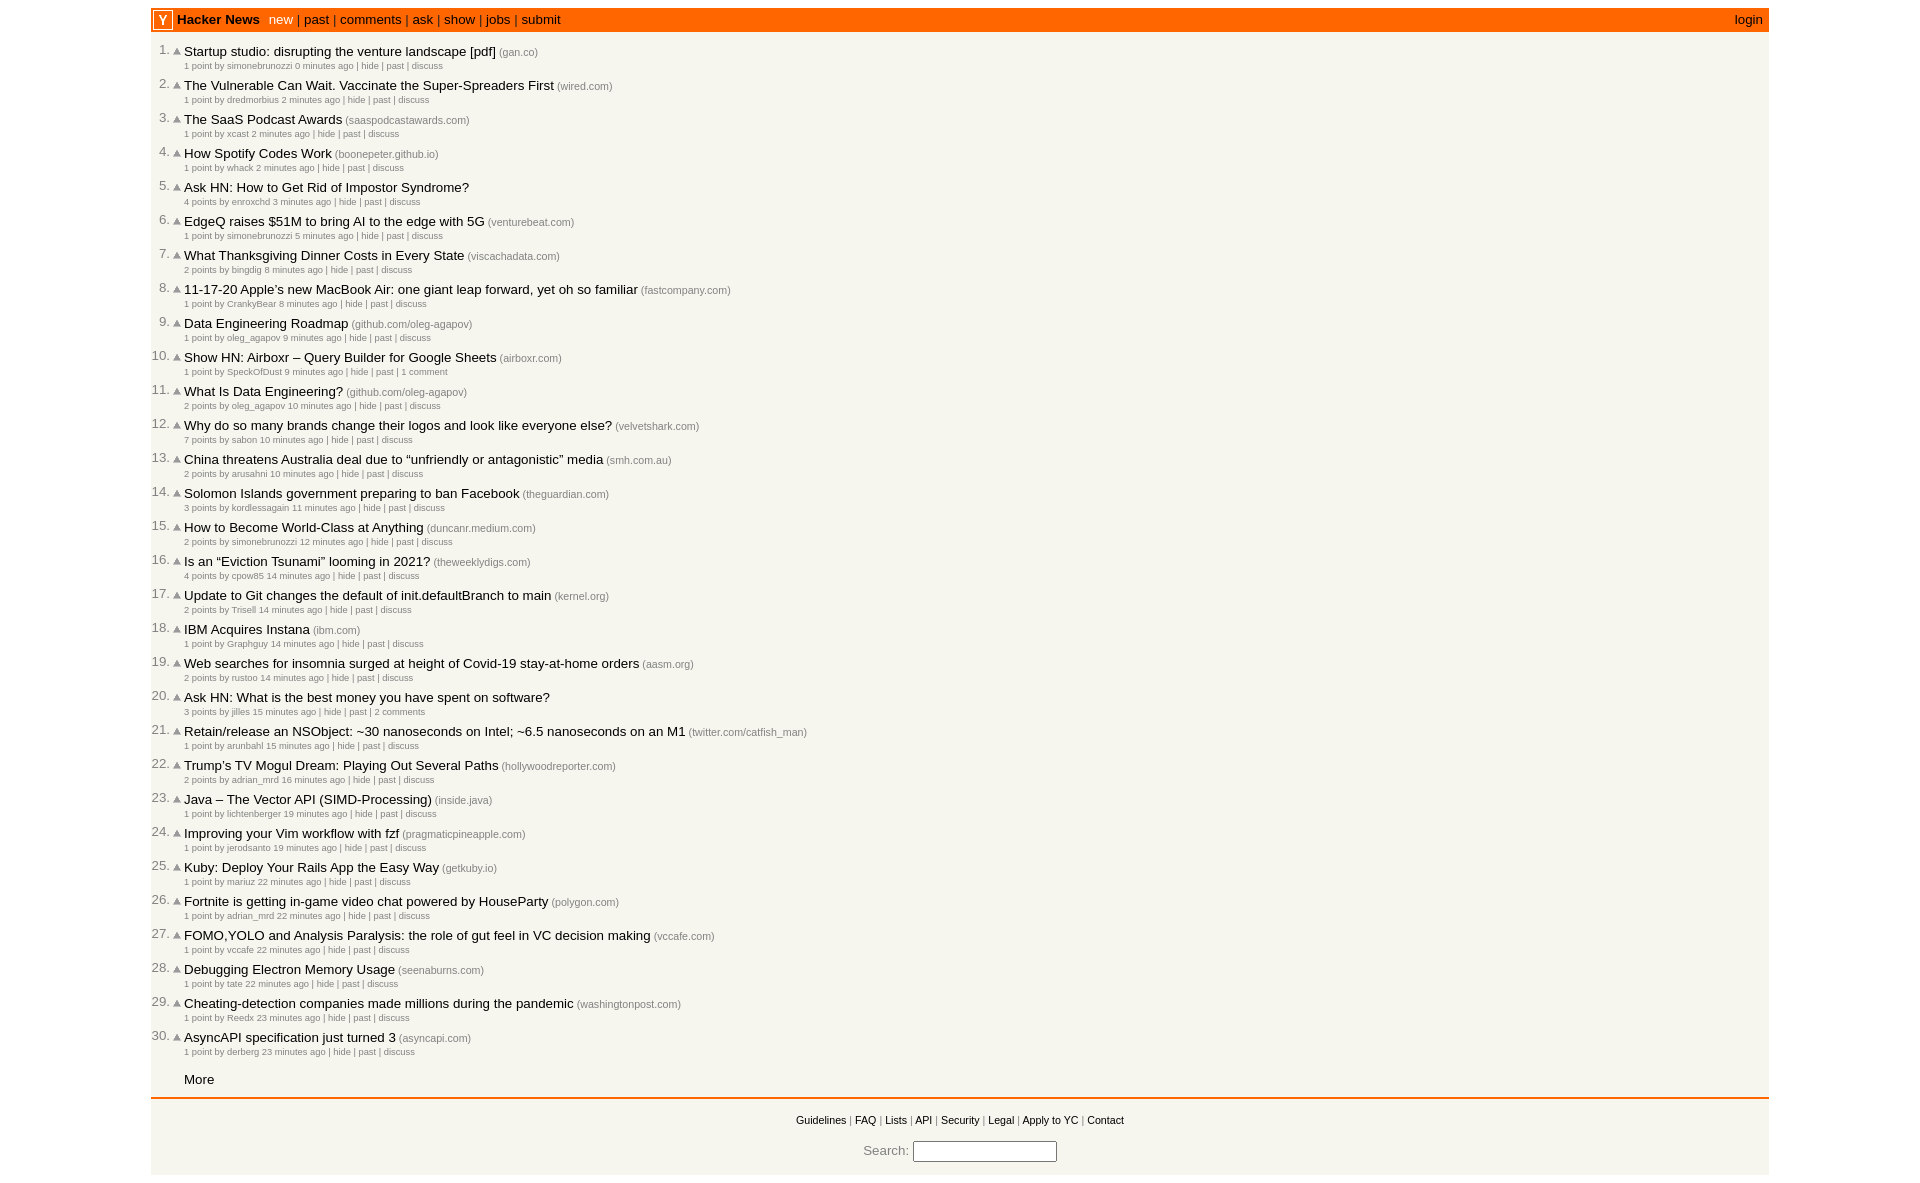 Y Hacker News new | past | comments | ask | show | jobs | submit login
1. Startup studio: disrupting the venture landscape [pdf] (gan.co)
1 point by simonebrunozzi 0 minutes ago | hide | past | discuss
2. The Vulnerable Can Wait. Vaccinate the Super-Spreaders First (wired.com)
1 point by dredmorbius 2 minutes ago | hide | past | discuss
3. The SaaS Podcast Awards (saaspodcastawards.com)
1 point by xcast 2 minutes ago | hide | past | discuss
4. How Spotify Codes Work (boonepeter.github.io)
1 point by whack 2 minutes ago | hide | past | discuss
5. Ask HN: How to Get Rid of Impostor Syndrome?
4 points by enroxchd 3 minutes ago | hide | past | discuss
6. EdgeQ raises $51M to bring AI to the edge with 5G (venturebeat.com)
1 point by simonebrunozzi 5 minutes ago | hide | past | discuss
7. What Thanksgiving Dinner Costs in Every State (viscachadata.com)
2 points by bingdig 8 minutes ago | hide | past | discuss
8. 11-17-20 Apple’s new MacBook Air: one giant leap forward, yet oh so familiar (fastcompany.com)
1 point by CrankyBear 8 minutes ago | hide | past | discuss
9. Data Engineering Roadmap (github.com/oleg-agapov)
1 point by oleg_agapov 9 minutes ago | hide | past | discuss
10. Show HN: Airboxr – Query Builder for Google Sheets (airboxr.com)
1 point by SpeckOfDust 9 minutes ago | hide | past | 1 comment
11. What Is Data Engineering? (github.com/oleg-agapov)
2 points by oleg_agapov 10 minutes ago | hide | past | discuss
12. Why do so many brands change their logos and look like everyone else? (velvetshark.com)
7 points by sabon 10 minutes ago | hide | past | discuss
13. China threatens Australia deal due to “unfriendly or antagonistic” media (smh.com.au)
2 points by arusahni 10 minutes ago | hide | past | discuss
14. Solomon Islands government preparing to ban Facebook (theguardian.com)
3 points by kordlessagain 11 minutes ago | hide | past | discuss
15. How to Become World-Class at Anything (duncanr.medium.com)
2 points by simonebrunozzi 12 minutes ago | hide | past | discuss
16. Is an “Eviction Tsunami” looming in 2021? (theweeklydigs.com)
4 points by cpow85 14 minutes ago | hide | past | discuss
17. Update to Git changes the default of init.defaultBranch to main (kernel.org)
2 points by Trisell 14 minutes ago | hide | past | discuss
18. IBM Acquires Instana (ibm.com)
1 point by Graphguy 14 minutes ago | hide | past | discuss
19. Web searches for insomnia surged at height of Covid-19 stay-at-home orders (aasm.org)
2 points by rustoo 14 minutes ago | hide | past | discuss
20. Ask HN: What is the best money you have spent on software?
3 points by jilles 15 minutes ago | hide | past | 2 comments
21. Retain/release an NSObject: ~30 nanoseconds on Intel; ~6.5 nanoseconds on an M1 (twitter.com/catfish_man)
1 point by arunbahl 15 minutes ago | hide | past | discuss
22. Trump’s TV Mogul Dream: Playing Out Several Paths (hollywoodreporter.com)
2 points by adrian_mrd 16 minutes ago | hide | past | discuss
23. Java – The Vector API (SIMD-Processing) (inside.java)
1 point by lichtenberger 19 minutes ago | hide | past | discuss
24. Improving your Vim workflow with fzf (pragmaticpineapple.com)
1 point by jerodsanto 19 minutes ago | hide | past | discuss
25. Kuby: Deploy Your Rails App the Easy Way (getkuby.io)
1 point by mariuz 22 minutes ago | hide | past | discuss
26. Fortnite is getting in-game video chat powered by HouseParty (polygon.com)
1 point by adrian_mrd 22 minutes ago | hide | past | discuss
27. FOMO,YOLO and Analysis Paralysis: the role of gut feel in VC decision making (vccafe.com)
1 point by vccafe 22 minutes ago | hide | past | discuss
28. Debugging Electron Memory Usage (seenaburns.com)
1 point by tate 22 minutes ago | hide | past | discuss
29. Cheating-detection companies made millions during the pandemic (washingtonpost.com)
1 point by Reedx 23 minutes ago | hide | past | discuss
30. AsyncAPI specification just turned 3 (asyncapi.com)
1 point by derberg 23 minutes ago | hide | past | discuss
More
Guidelines | FAQ | Lists | API | Security | Legal | Apply to YC | Contact
Search: